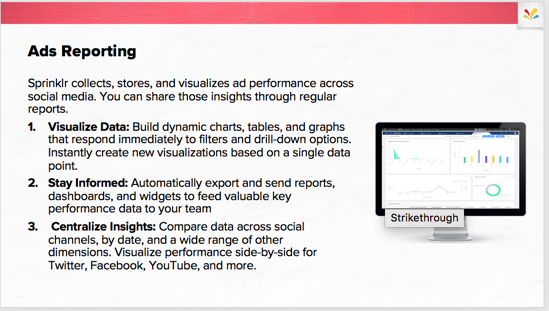 Ads Reporting
Sprinklr collects, stores, and visualizes ad performance across
social media. You can share those insights through regular
reports.
1. Visualize Data: Build dynamic charts, tables, and graphs
that respond immediately to filters and drill-down options.
Instantly create new visualizations based on a single data
point.
2. Stay Informed: Automatically export and send reports,
dashboards, and widgets to feed valuable key
performance data to your team
3. Centralize Insights: Compare data across social
channels, by date, and a wide range of other
dimensions. Visualize performance side-by-side for
Twitter, Facebook, YouTube, and more.
Strikethrough